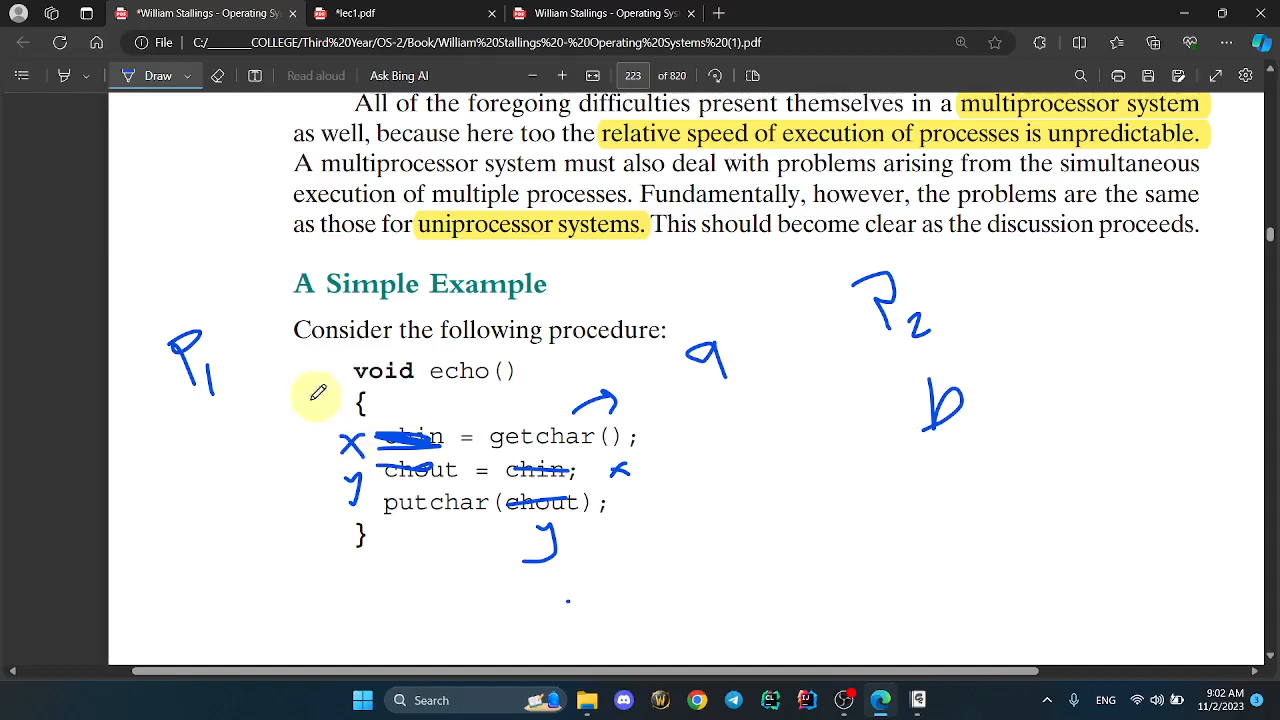 *William Stallings - Operating Sys
*lec1.pdf
William Stallings - Operating Syste
File
C:/_______COLLEGE/Third%20Year/OS-2/Book/William%20Stallings%20-%20Operating%20Systems%20(1).pdf
Draw
Read aloud
Ask Bing AI
223
of 820
All of the foregoing difficulties present themselves in a multiprocessor system
as well, because here too the relative speed of execution of processes is unpredictable.
A multiprocessor system must also deal with problems arising from the simultaneous
execution of multiple processes. Fundamentally, however, the problems are the same
as those for uniprocessor systems. This should become clear as the discussion proceeds.
A Simple Example
P2
Consider the following procedure:
P1
a
void echo()
b
{
x chin = getchar();
y chout = chin; x
putchar(chout);
}
y
Search
ENG
9:02 AM
11/2/2023
3